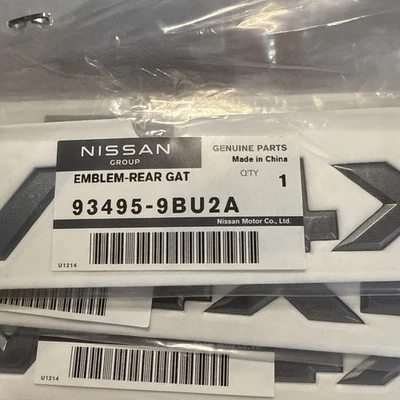 NISSAN
GROUP
GENUINE PARTS
Made in China
EMBLEM-REAR GAT
Q'TY 1
93495-9BU2A
Nissan Motor Co., Ltd.
U1214
U1214